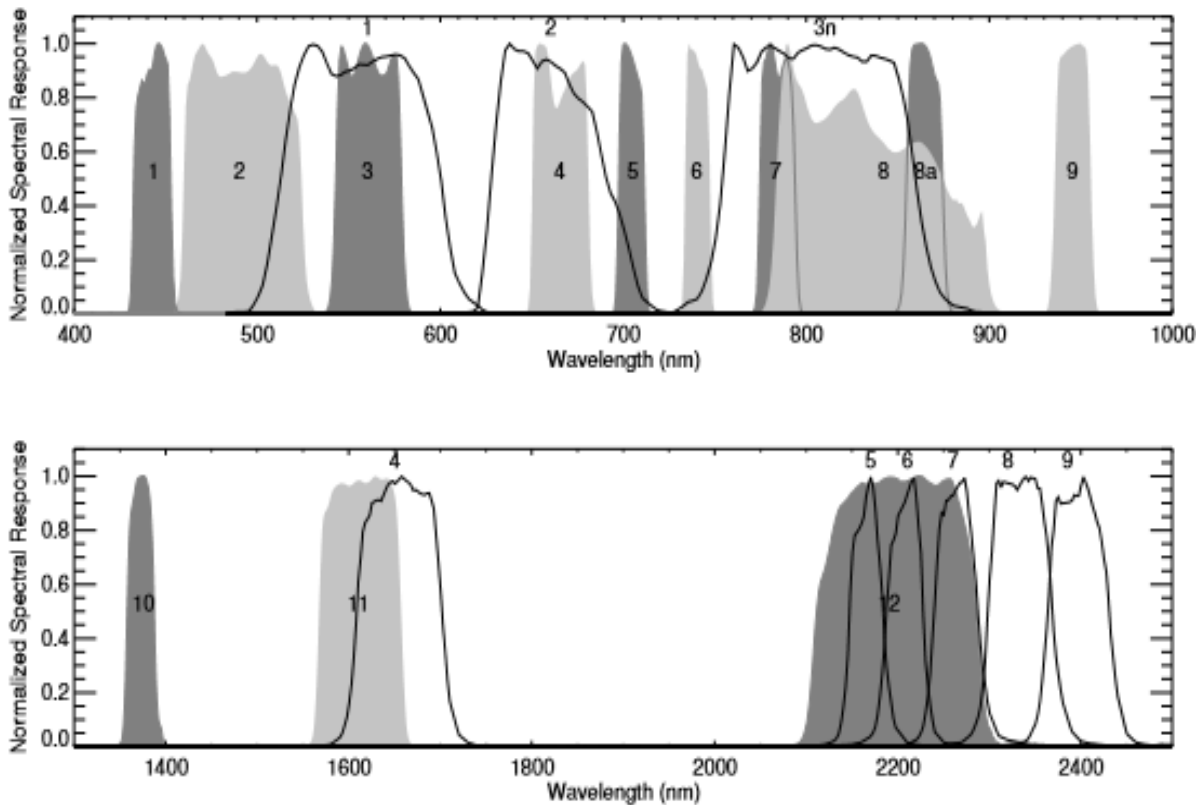 1 2 3n
Normalized Spectral Response
1.0
0.8
0.6
0.4
0.2
0.0
1 2 3 4 5 6 7 8 8a 9
400 500 600 700 800 900 1000
Wavelength (nm)
4 5 6 7 8 9
Normalized Spectral Response
1.0
0.8
0.6
0.4
0.2
0.0
10 11 12
1400 1600 1800 2000 2200 2400
Wavelength (nm)